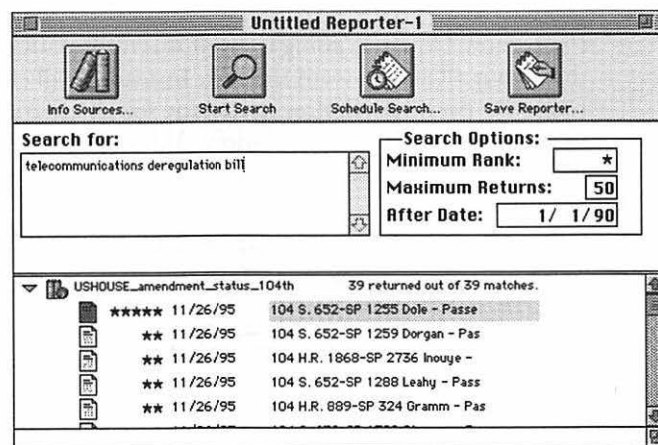 Untitled Reporter-1
Info Sources... Start Search Schedule Search... Save Reporter...
Search for:
telecommunications deregulation bill
Search Options:
Minimum Rank: *
Maximum Returns: 50
After Date: 1/ 1/90
USHOUSE_amendment_status_104th 39 returned out of 39 matches.
★★★★★ 11/26/95 104 S. 652-SP 1255 Dole - Passe
★★ 11/26/95 104 S. 652-SP 1259 Dorgan - Pas
★★ 11/26/95 104 H.R. 1868-SP 2736 Inouye -
★★ 11/26/95 104 S. 652-SP 1288 Leahy - Pass
★★ 11/26/95 104 H.R. 889-SP 324 Gramm - Pas